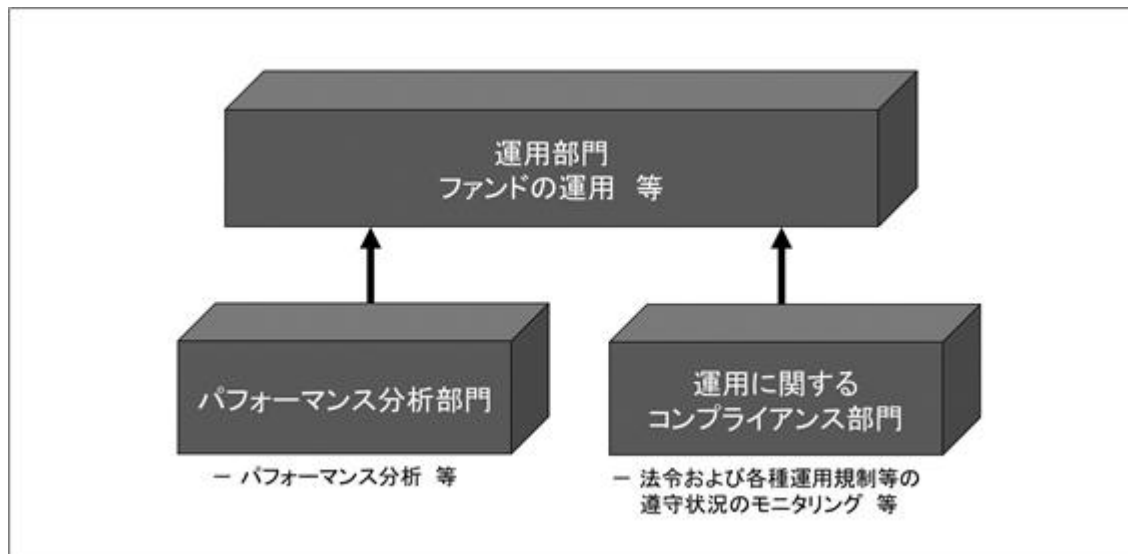 運用部門
ファンドの運用 等
パフォーマンス分析部門
− パフォーマンス分析 等
運用に関する
コンプライアンス部門
− 法令および各種運用規制等の
遵守状況のモニタリング 等